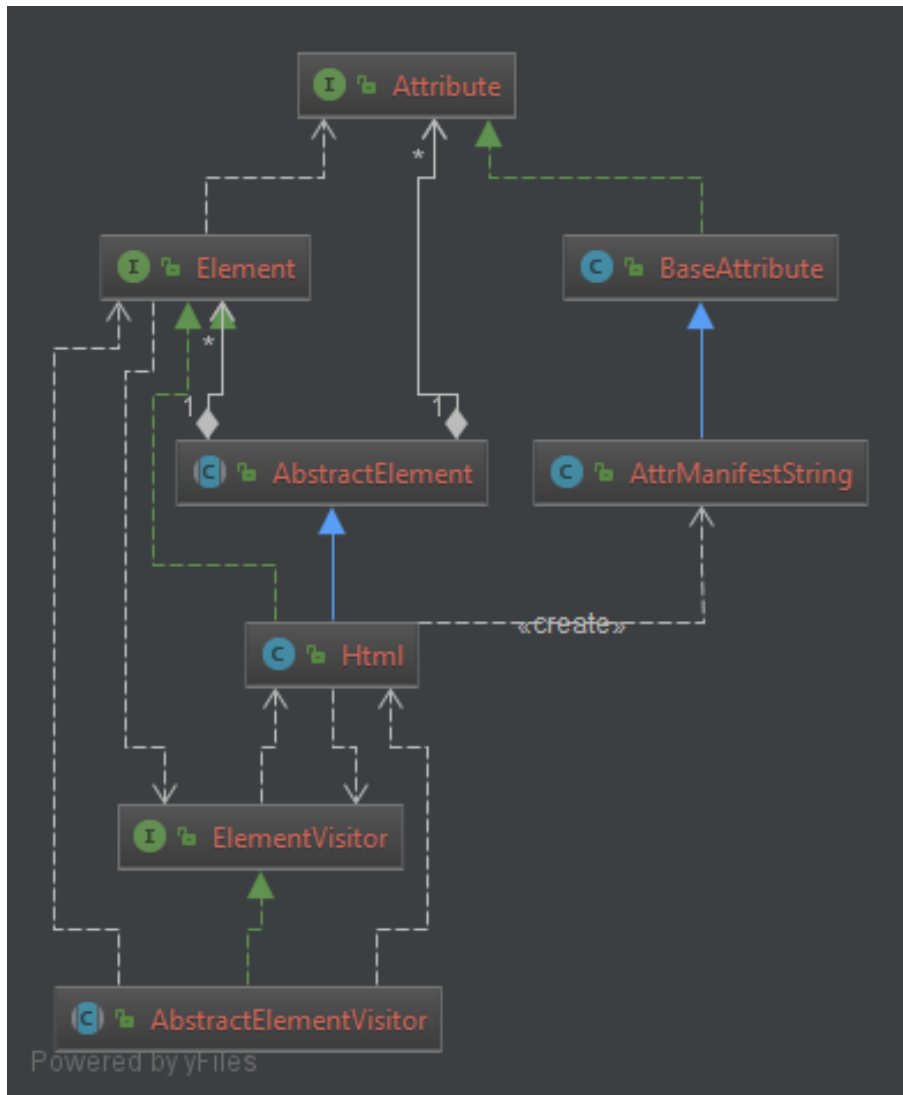 I Attribute
*
I Element
C BaseAttribute
*
1
1
C AbstractElement
C AttrManifestString
«create»
C Html
I ElementVisitor
C AbstractElementVisitor
Powered by yFiles